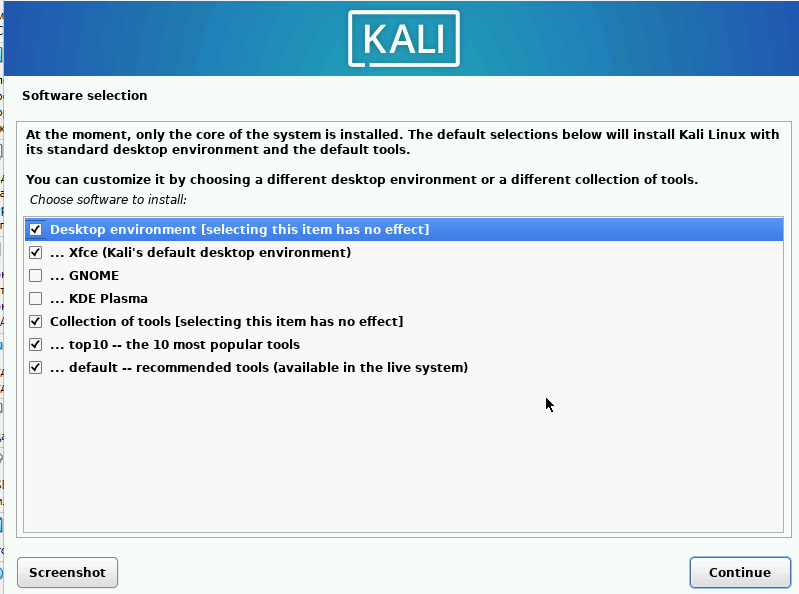 KALI
Software selection
At the moment, only the core of the system is installed. The default selections below will install Kali Linux with
its standard desktop environment and the default tools.
You can customize it by choosing a different desktop environment or a different collection of tools.
Choose software to install:
Desktop environment [selecting this item has no effect]
... Xfce (Kali's default desktop environment)
... GNOME
... KDE Plasma
Collection of tools [selecting this item has no effect]
... top10 -- the 10 most popular tools
... default -- recommended tools (available in the live system)
Screenshot
Continue